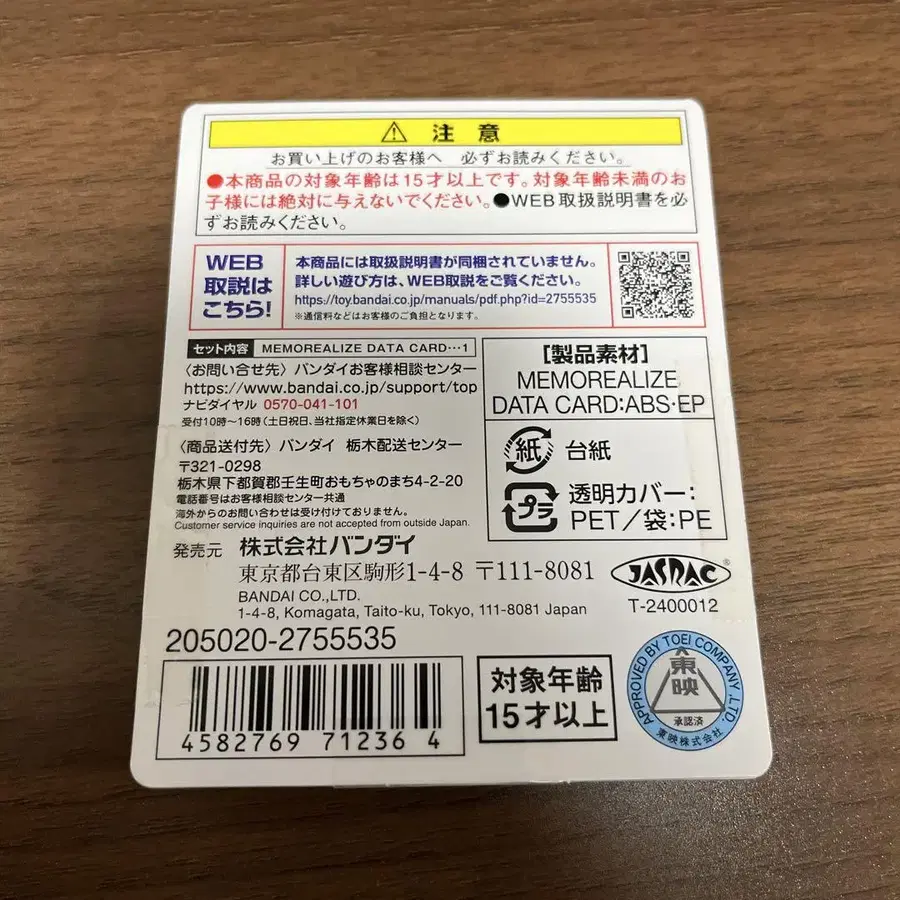 ⚠ 注意
お買い上げのお客様へ 必ずお読みください。
●本商品の対象年齢は15才以上です。対象年齢未満のお
子様には絶対に与えないでください。●WEB取扱説明書を必
ずお読みください。
WEB
取説は
こちら!
本商品には取扱説明書が同梱されていません。
詳しい遊び方は、WEB取説をご覧ください。
https://toy.bandai.co.jp/manuals/pdf.php?id=2755535
※通信料などはお客様のご負担となります。
セット内容 MEMOREALIZE DATA CARD…1
〈お問い合せ先〉バンダイお客様相談センター
https://www.bandai.co.jp/support/top
ナビダイヤル 0570-041-101
受付10時〜16時(土日祝日、当社指定休業日を除く)
〈商品送付先〉バンダイ 栃木配送センター
〒321-0298
栃木県下都賀郡壬生町おもちゃのまち4-2-20
電話番号はお客様相談センター共通
海外からのお問い合わせは受け付けておりません。
Customer service inquiries are not accepted from outside Japan.
【製品素材】
MEMOREALIZE
DATA CARD:ABS・EP
紙 台紙
プラ 透明カバー:
PET/袋:PE
発売元 株式会社バンダイ
東京都台東区駒形1-4-8 〒111-8081
BANDAI CO.,LTD.
1-4-8, Komagata, Taito-ku, Tokyo, 111-8081 Japan
JASRAC®
T-2400012
205020-2755535
4582769 71236 4
対象年齢
15才以上
APPROVED BY TOEI COMPANY, LTD.
東映
承認済
東映株式会社